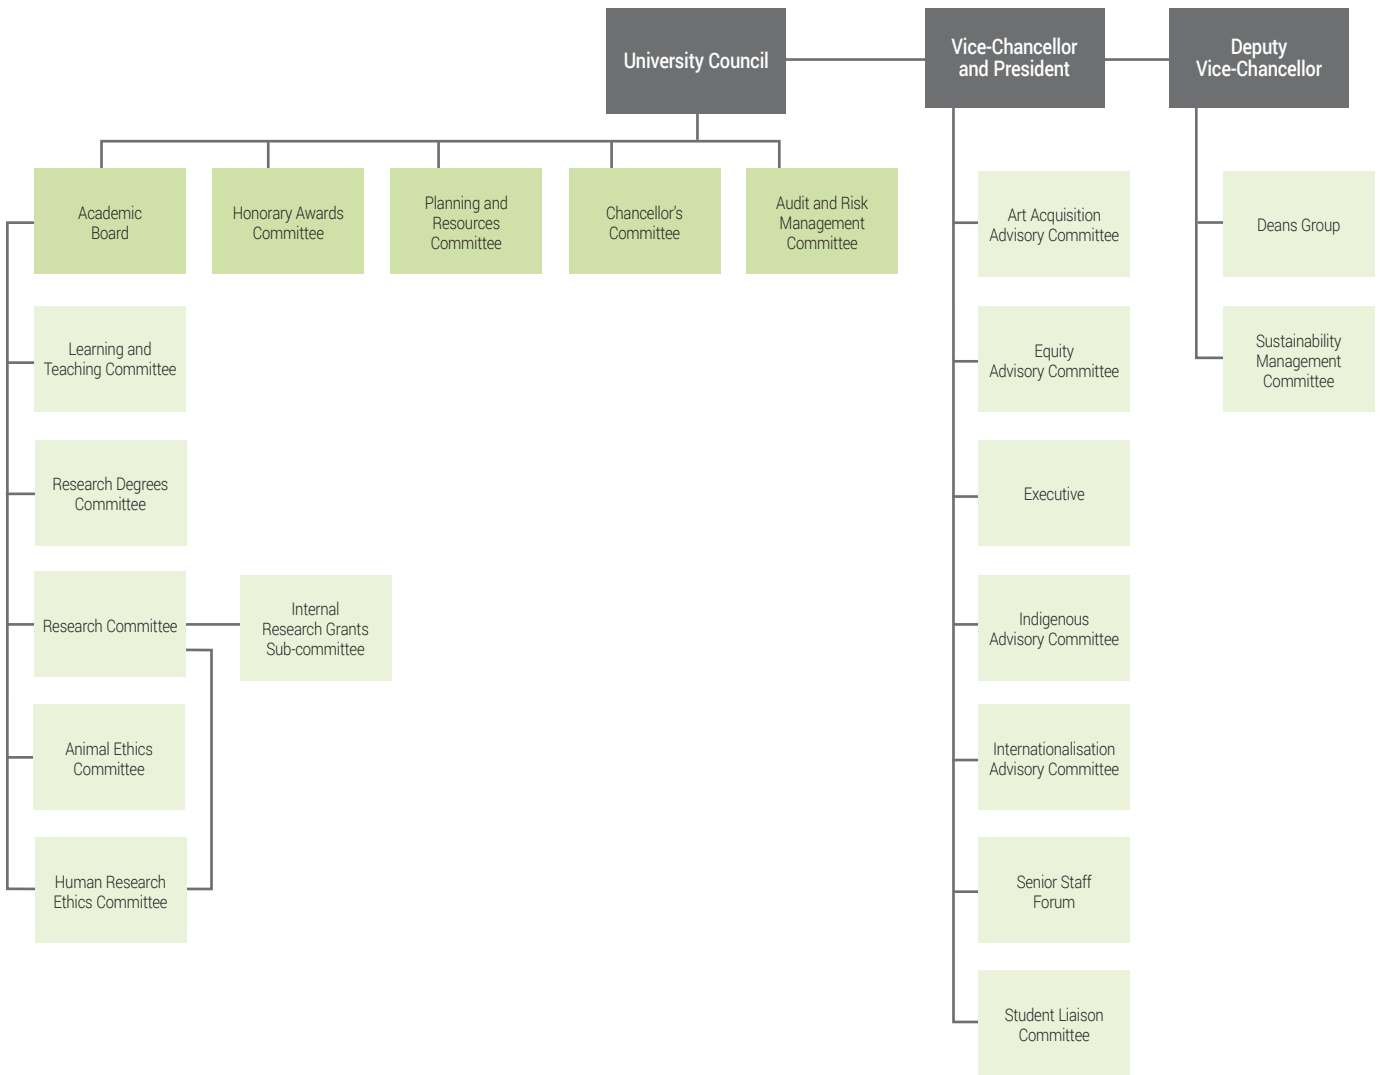 University Council
Vice-Chancellor
and President
Deputy
Vice-Chancellor
Academic
Board
Honorary Awards
Committee
Planning and
Resources
Committee
Chancellor's
Committee
Audit and Risk
Management
Committee
Learning and
Teaching Committee
Research Degrees
Committee
Research Committee
Internal
Research Grants
Sub-committee
Animal Ethics
Committee
Human Research
Ethics Committee
Art Acquisition
Advisory Committee
Equity
Advisory Committee
Executive
Indigenous
Advisory Committee
Internationalisation
Advisory Committee
Senior Staff
Forum
Student Liaison
Committee
Deans Group
Sustainability
Management
Committee